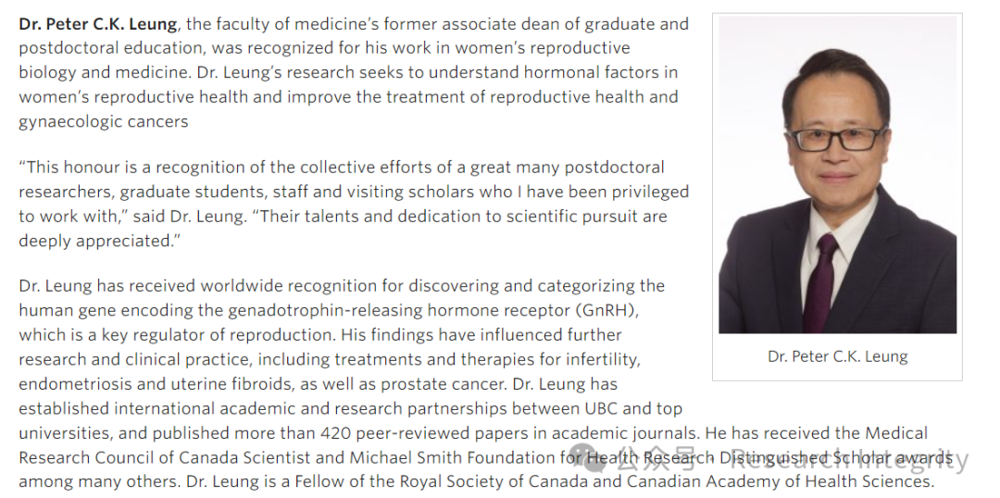 Dr. Peter C.K. Leung, the faculty of medicine’s former associate dean of graduate and
postdoctoral education, was recognized for his work in women’s reproductive
biology and medicine. Dr. Leung’s research seeks to understand hormonal factors in
women’s reproductive health and improve the treatment of reproductive health and
gynaecologic cancers
“This honour is a recognition of the collective efforts of a great many postdoctoral
researchers, graduate students, staff and visiting scholars who I have been privileged
to work with,” said Dr. Leung. “Their talents and dedication to scientific pursuit are
deeply appreciated.”
Dr. Leung has received worldwide recognition for discovering and categorizing the
human gene encoding the genadotrophin-releasing hormone receptor (GnRH),
which is a key regulator of reproduction. His findings have influenced further
research and clinical practice, including treatments and therapies for infertility,
endometriosis and uterine fibroids, as well as prostate cancer. Dr. Leung has
established international academic and research partnerships between UBC and top
universities, and published more than 420 peer-reviewed papers in academic journals. He has received the Medical
Research Council of Canada Scientist and Michael Smith Foundation for Health Research Distinguished Scholar awards
among many others. Dr. Leung is a Fellow of the Royal Society of Canada and Canadian Academy of Health Sciences.
Dr. Peter C.K. Leung
公众号 · Research Integrity